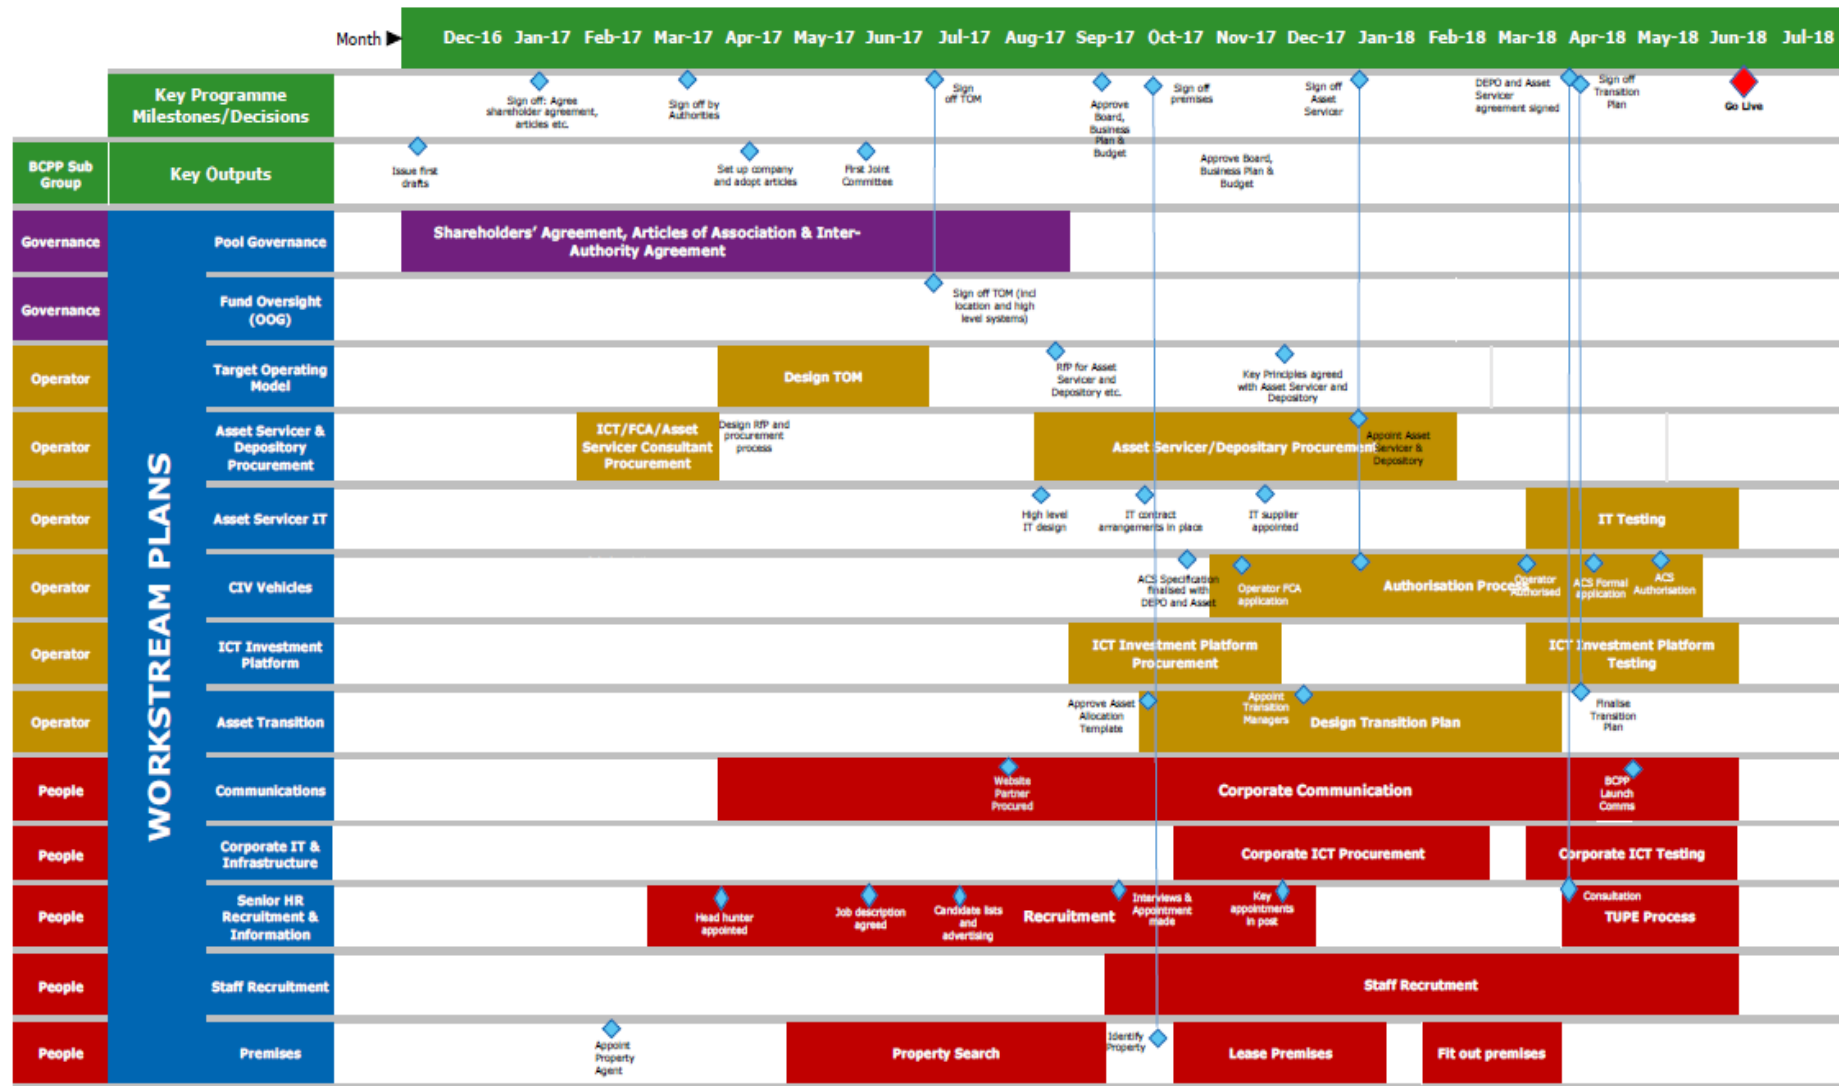 Month ▶ Dec-16 Jan-17 Feb-17 Mar-17 Apr-17 May-17 Jun-17 Jul-17 Aug-17 Sep-17 Oct-17 Nov-17 Dec-17 Jan-18 Feb-18 Mar-18 Apr-18 May-18 Jun-18 Jul-18
Key Programme
Milestones/Decisions
Sign off: Agree
shareholder agreement,
articles etc.
Sign off by
Authorities
Sign
off TOM
Approve
Board,
Business
Plan &
Budget
Sign off
premises
Sign off
Asset
Servicer
DEPO and Asset
Servicer
agreement signed
Sign off
Transition
Plan
Go Live
BCPP Sub
Group
Key Outputs
Issue first
drafts
Set up company
and adopt articles
First Joint
Committee
Approve Board,
Business Plan &
Budget
WORKSTREAM PLANS
Governance
Pool Governance
Shareholders' Agreement, Articles of Association & Inter-
Authority Agreement
Governance
Fund Oversight
(OOG)
Sign off TOM (incl
location and high
level systems)
Operator
Target Operating
Model
Design TOM
RfP for Asset
Servicer and
Depository etc.
Key Principles agreed
with Asset Servicer and
Depository
Operator
Asset Servicer &
Depository
Procurement
ICT/FCA/Asset
Servicer Consultant
Procurement
Design RfP and
procurement
process
Asset Servicer/Depositary Procurement
Appoint Asset
Servicer &
Depository
Operator
Asset Servicer IT
High level
IT design
IT contract
arrangements in place
IT supplier
appointed
IT Testing
Operator
CIV Vehicles
ACS Specification
finalised with
DEPO and Asset
Operator FCA
application
Authorisation Process
Operator
Authorised
ACS Formal
application
ACS
Authorisation
Operator
ICT Investment
Platform
ICT Investment Platform
Procurement
ICT Investment Platform
Testing
Operator
Asset Transition
Approve Asset
Allocation
Template
Appoint
Transition
Managers
Design Transition Plan
Finalise
Transition
Plan
People
Communications
Website
Partner
Procured
Corporate Communication
BCPP
Launch
Comms
People
Corporate IT &
Infrastructure
Corporate ICT Procurement
Corporate ICT Testing
People
Senior HR
Recruitment &
Information
Head hunter
appointed
Job description
agreed
Candidate lists
and
advertising
Recruitment
Interviews &
Appointment
made
Key
appointments
in post
Consultation
TUPE Process
People
Staff Recruitment
Staff Recrutment
People
Premises
Appoint
Property
Agent
Property Search
Identify
Property
Lease Premises
Fit out premises